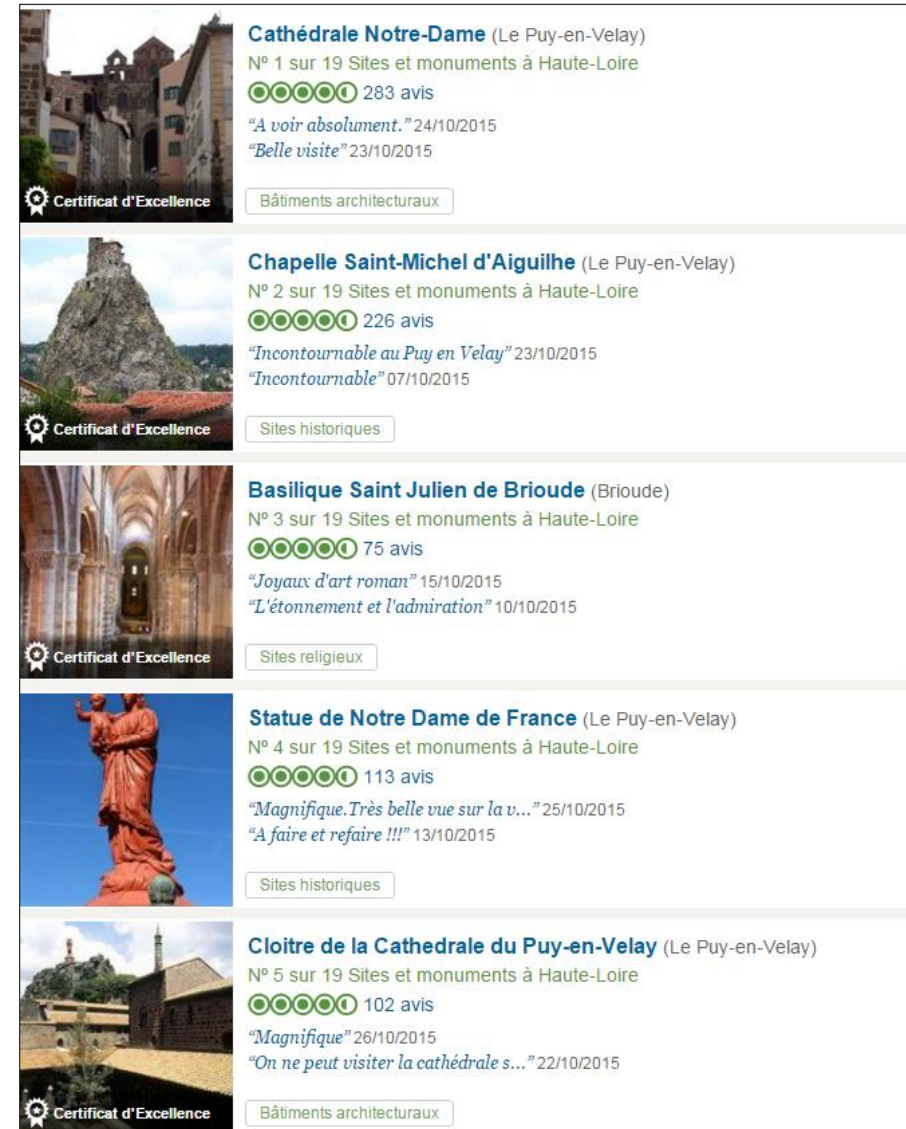 Cathédrale Notre-Dame (Le Puy-en-Velay)
Nº 1 sur 19 Sites et monuments à Haute-Loire
283 avis
“A voir absolument.” 24/10/2015
“Belle visite” 23/10/2015
Certificat d'Excellence
Bâtiments architecturaux
Chapelle Saint-Michel d'Aiguilhe (Le Puy-en-Velay)
Nº 2 sur 19 Sites et monuments à Haute-Loire
226 avis
“Incontournable au Puy en Velay” 23/10/2015
“Incontournable” 07/10/2015
Certificat d'Excellence
Sites historiques
Basilique Saint Julien de Brioude (Brioude)
Nº 3 sur 19 Sites et monuments à Haute-Loire
75 avis
“Joyaux d'art roman” 15/10/2015
“L'étonnement et l'admiration” 10/10/2015
Certificat d'Excellence
Sites religieux
Statue de Notre Dame de France (Le Puy-en-Velay)
Nº 4 sur 19 Sites et monuments à Haute-Loire
113 avis
“Magnifique.Très belle vue sur la v...” 25/10/2015
“A faire et refaire !!!” 13/10/2015
Sites historiques
Cloitre de la Cathedrale du Puy-en-Velay (Le Puy-en-Velay)
Nº 5 sur 19 Sites et monuments à Haute-Loire
102 avis
“Magnifique” 26/10/2015
“On ne peut visiter la cathédrale s...” 22/10/2015
Certificat d'Excellence
Bâtiments architecturaux